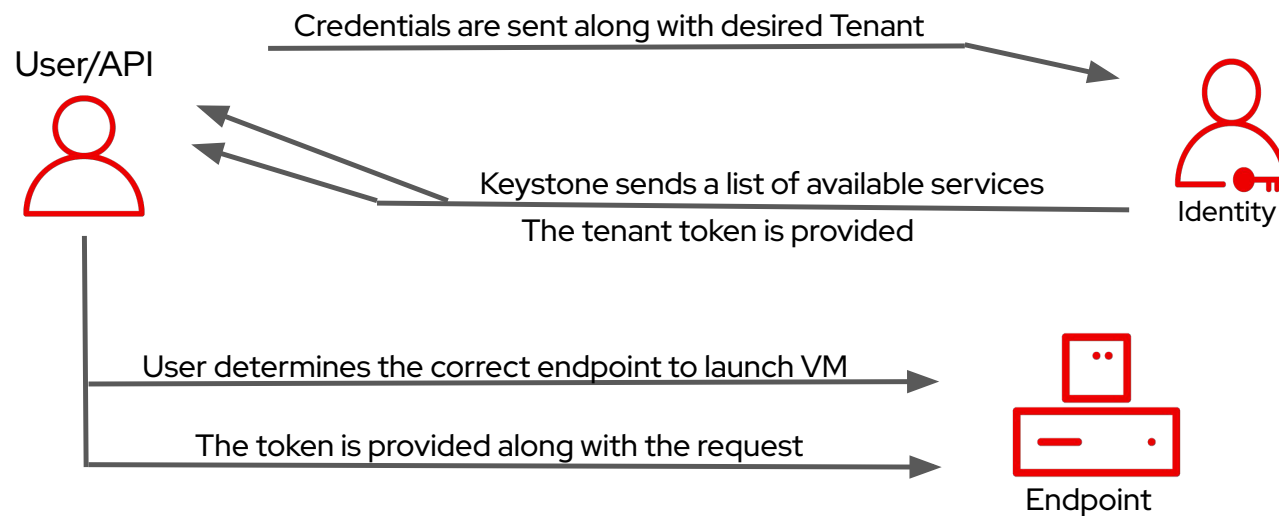 Credentials are sent along with desired Tenant
User/API
Keystone sends a list of available services
Identity
The tenant token is provided
User determines the correct endpoint to launch VM
The token is provided along with the request
Endpoint